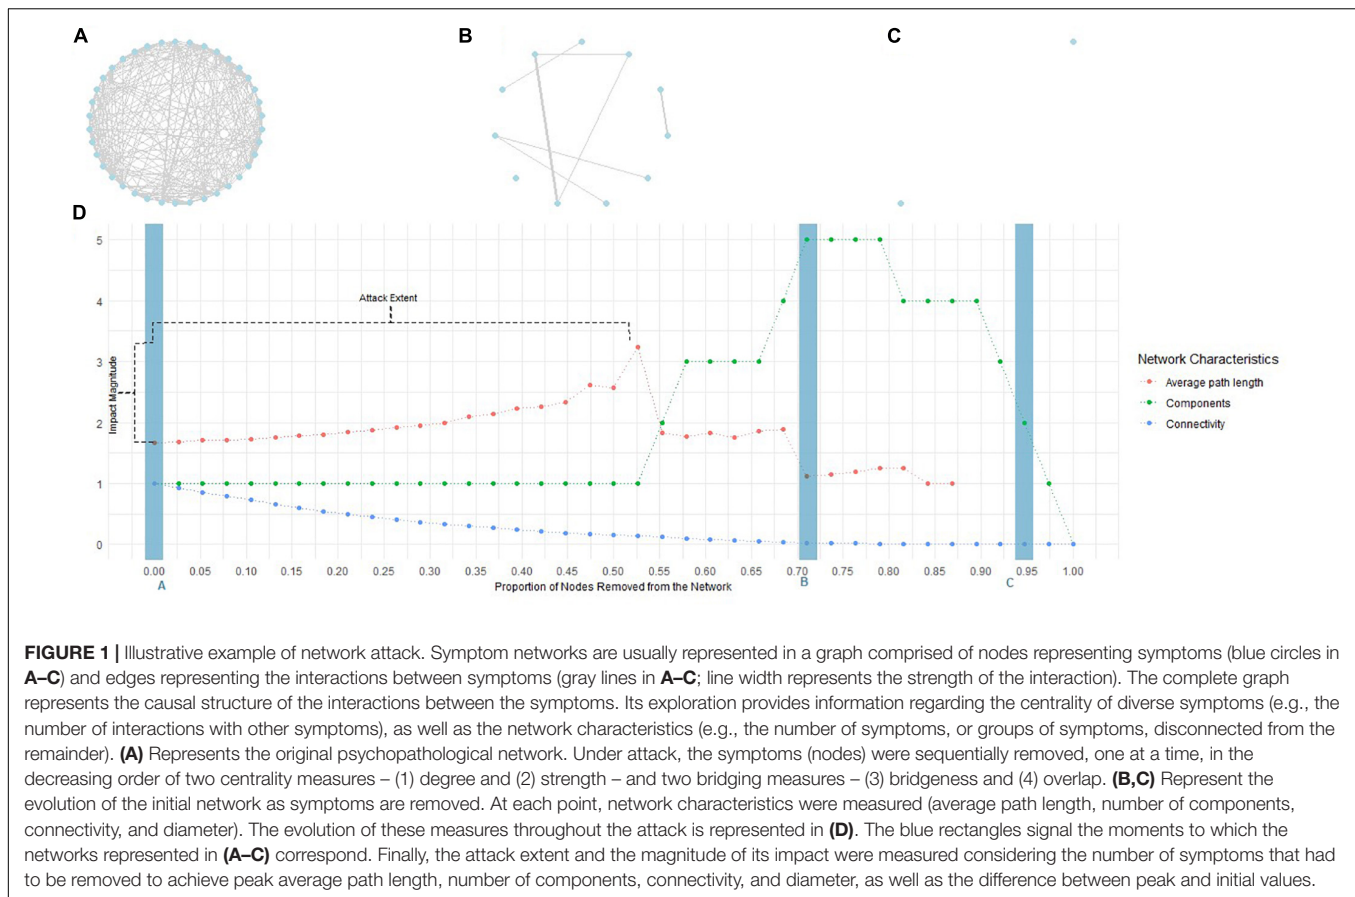 A
B
C
D
5
4
3
2
1
0
Attack Extent
Impact Magnitude
Network Characteristics
Average path length
Components
Connectivity
0.00 0.05 0.10 0.15 0.20 0.25 0.30 0.35 0.40 0.45 0.50 0.55 0.60 0.65 0.70 0.75 0.80 0.85 0.90 0.95 1.00
A
B
C
Proportion of Nodes Removed from the Network
FIGURE 1 | Illustrative example of network attack. Symptom networks are usually represented in a graph comprised of nodes representing symptoms (blue circles in
A–C) and edges representing the interactions between symptoms (gray lines in A–C; line width represents the strength of the interaction). The complete graph
represents the causal structure of the interactions between the symptoms. Its exploration provides information regarding the centrality of diverse symptoms (e.g., the
number of interactions with other symptoms), as well as the network characteristics (e.g., the number of symptoms, or groups of symptoms, disconnected from the
remainder). (A) Represents the original psychopathological network. Under attack, the symptoms (nodes) were sequentially removed, one at a time, in the
decreasing order of two centrality measures – (1) degree and (2) strength – and two bridging measures – (3) bridgeness and (4) overlap. (B,C) Represent the
evolution of the initial network as symptoms are removed. At each point, network characteristics were measured (average path length, number of components,
connectivity, and diameter). The evolution of these measures throughout the attack is represented in (D). The blue rectangles signal the moments to which the
networks represented in (A–C) correspond. Finally, the attack extent and the magnitude of its impact were measured considering the number of symptoms that had
to be removed to achieve peak average path length, number of components, connectivity, and diameter, as well as the difference between peak and initial values.